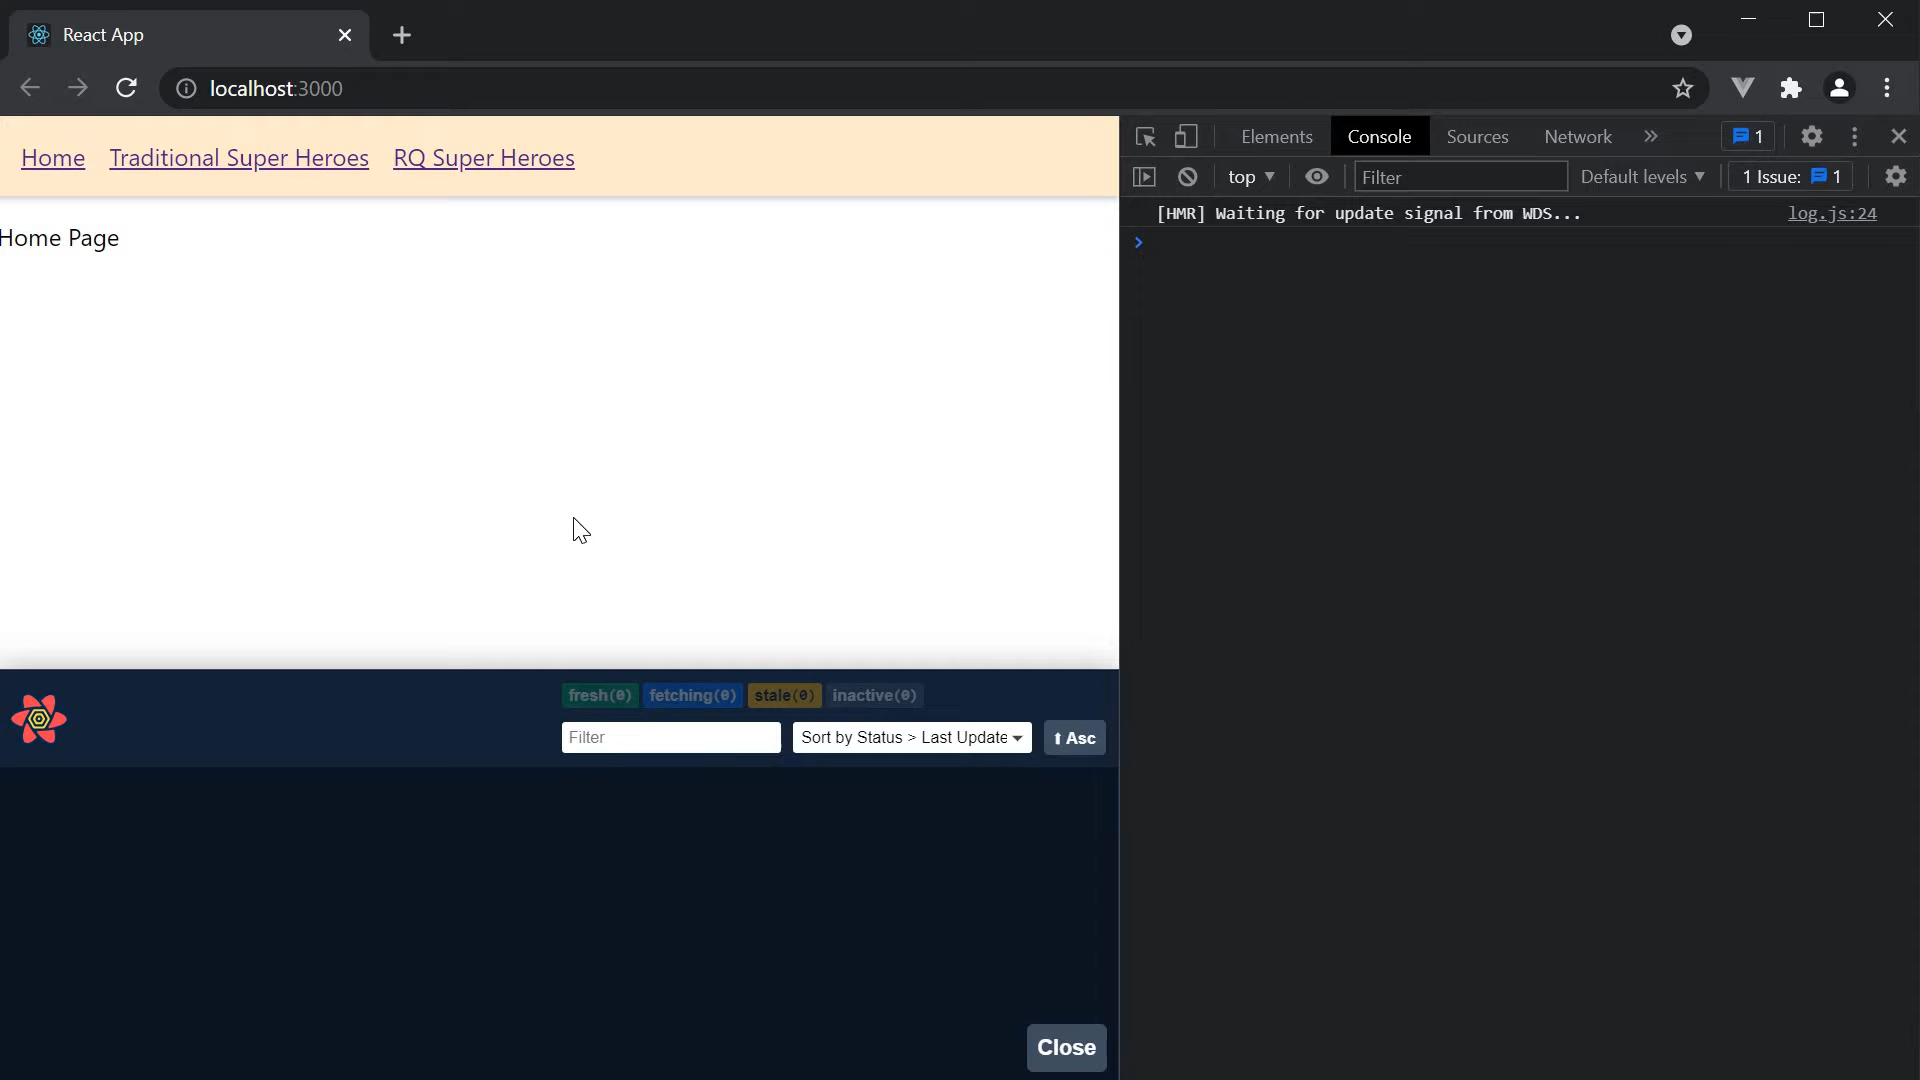 React App
localhost:3000
Home Traditional Super Heroes RQ Super Heroes
Home Page
fresh(0) fetching(0) stale(0) inactive(0)
Filter Sort by Status > Last Update Asc
Close
Elements Console Sources Network 1
top Filter Default levels 1 Issue: 1
[HMR] Waiting for update signal from WDS... log.js:24